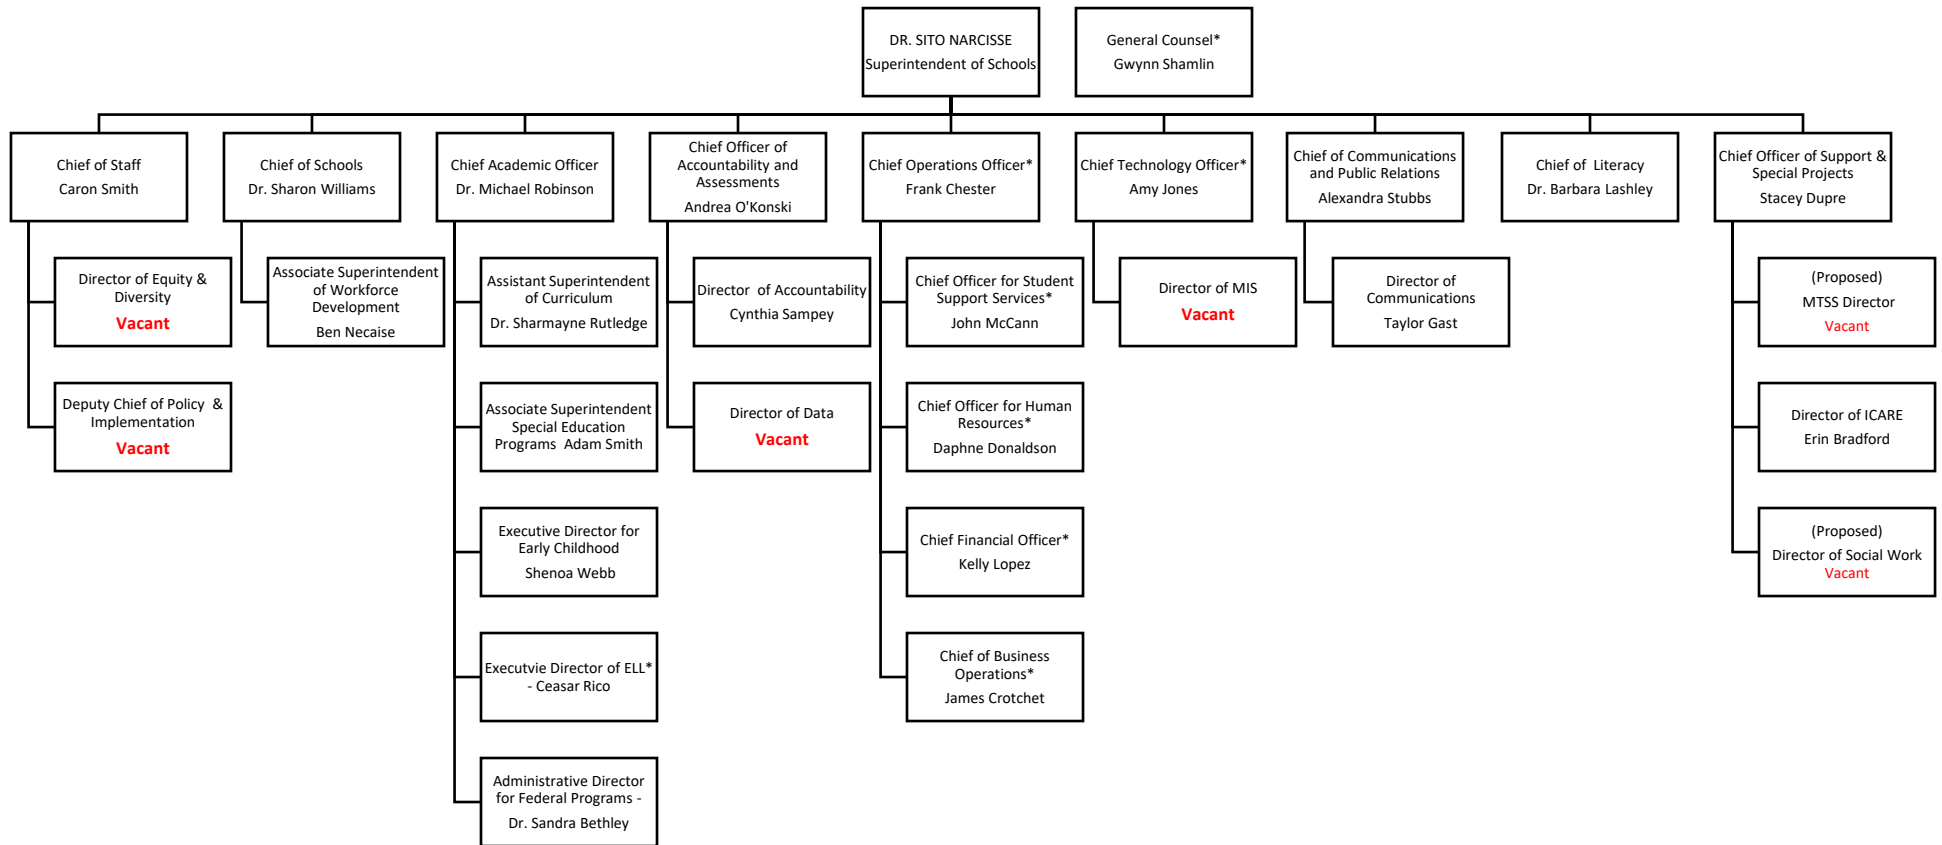 DR. SITO NARCISSE
Superintendent of Schools
General Counsel*
Gwynn Shamlin
Chief of Staff
Caron Smith
Chief of Schools
Dr. Sharon Williams
Chief Academic Officer
Dr. Michael Robinson
Chief Officer of
Accountability and
Assessments
Andrea O'Konski
Chief Operations Officer*
Frank Chester
Chief Technology Officer*
Amy Jones
Chief of Communications
and Public Relations
Alexandra Stubbs
Chief of Literacy
Dr. Barbara Lashley
Chief Officer of Support &
Special Projects
Stacey Dupre
Director of Equity &
Diversity
Vacant
Associate Superintendent
of Workforce
Development
Ben Necaise
Assistant Superintendent
of Curriculum
Dr. Sharmayne Rutledge
Director of Accountability
Cynthia Sampey
Chief Officer for Student
Support Services*
John McCann
Director of MIS
Vacant
Director of
Communications
Taylor Gast
(Proposed)
MTSS Director
Vacant
Deputy Chief of Policy &
Implementation
Vacant
Associate Superintendent
Special Education
Programs Adam Smith
Director of Data
Vacant
Chief Officer for Human
Resources*
Daphne Donaldson
Director of ICARE
Erin Bradford
Executive Director for
Early Childhood
Shenoa Webb
Chief Financial Officer*
Kelly Lopez
(Proposed)
Director of Social Work
Vacant
Executvie Director of ELL*
- Ceasar Rico
Chief of Business
Operations*
James Crotchet
Administrative Director
for Federal Programs -
Dr. Sandra Bethley